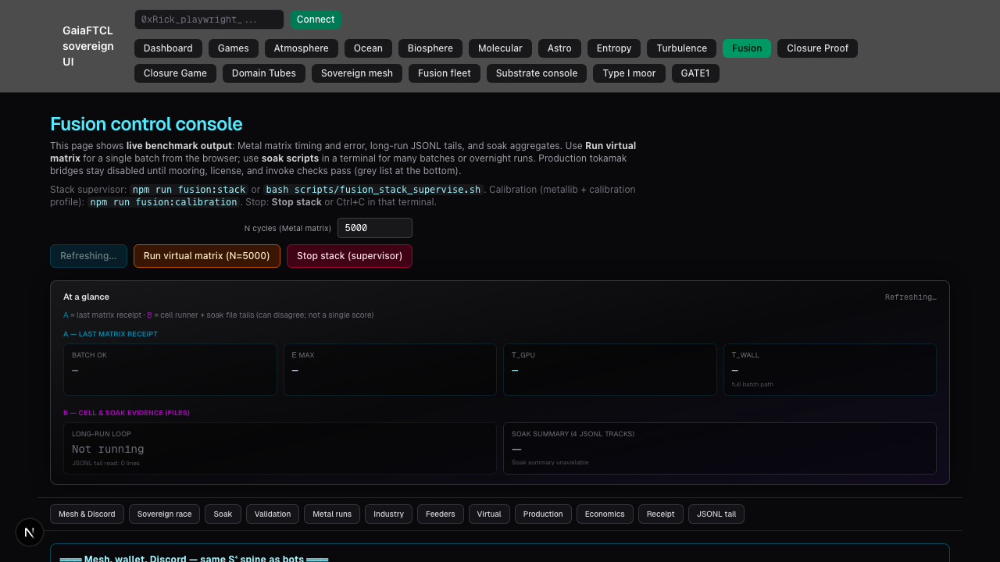 GaiaFTCL
sovereign
UI
0xRick_playwright_...
Connect
Dashboard Games Atmosphere Ocean Biosphere Molecular Astro Entropy Turbulence Fusion Closure Proof
Closure Game Domain Tubes Sovereign mesh Fusion fleet Substrate console Type I moor GATE1
Fusion control console
This page shows live benchmark output: Metal matrix timing and error, long-run JSONL tails, and soak aggregates. Use Run virtual
matrix for a single batch from the browser; use soak scripts in a terminal for many batches or overnight runs. Production tokamak
bridges stay disabled until mooring, license, and invoke checks pass (grey list at the bottom).
Stack supervisor: npm run fusion:stack or bash scripts/fusion_stack_supervise.sh. Calibration (metallib + calibration
profile): npm run fusion:calibration. Stop: Stop stack or Ctrl+C in that terminal.
N cycles (Metal matrix) 5000
Refreshing... Run virtual matrix (N=5000) Stop stack (supervisor)
At a glance
Refreshing…
A = last matrix receipt · B = cell runner + soak file tails (can disagree; not a single score)
A — LAST MATRIX RECEIPT
BATCH OK
—
E MAX
—
T_GPU
—
T_WALL
—
full batch path
B — CELL & SOAK EVIDENCE (FILES)
LONG-RUN LOOP
Not running
JSONL tail read: 0 lines
SOAK SUMMARY (4 JSONL TRACKS)
—
Soak summary unavailable
Mesh & Discord Sovereign race Soak Validation Metal runs Industry Feeders Virtual Production Economics Receipt JSONL tail
N
════ Mesh, wallet, Discord — same S⁴ spine as bots ════